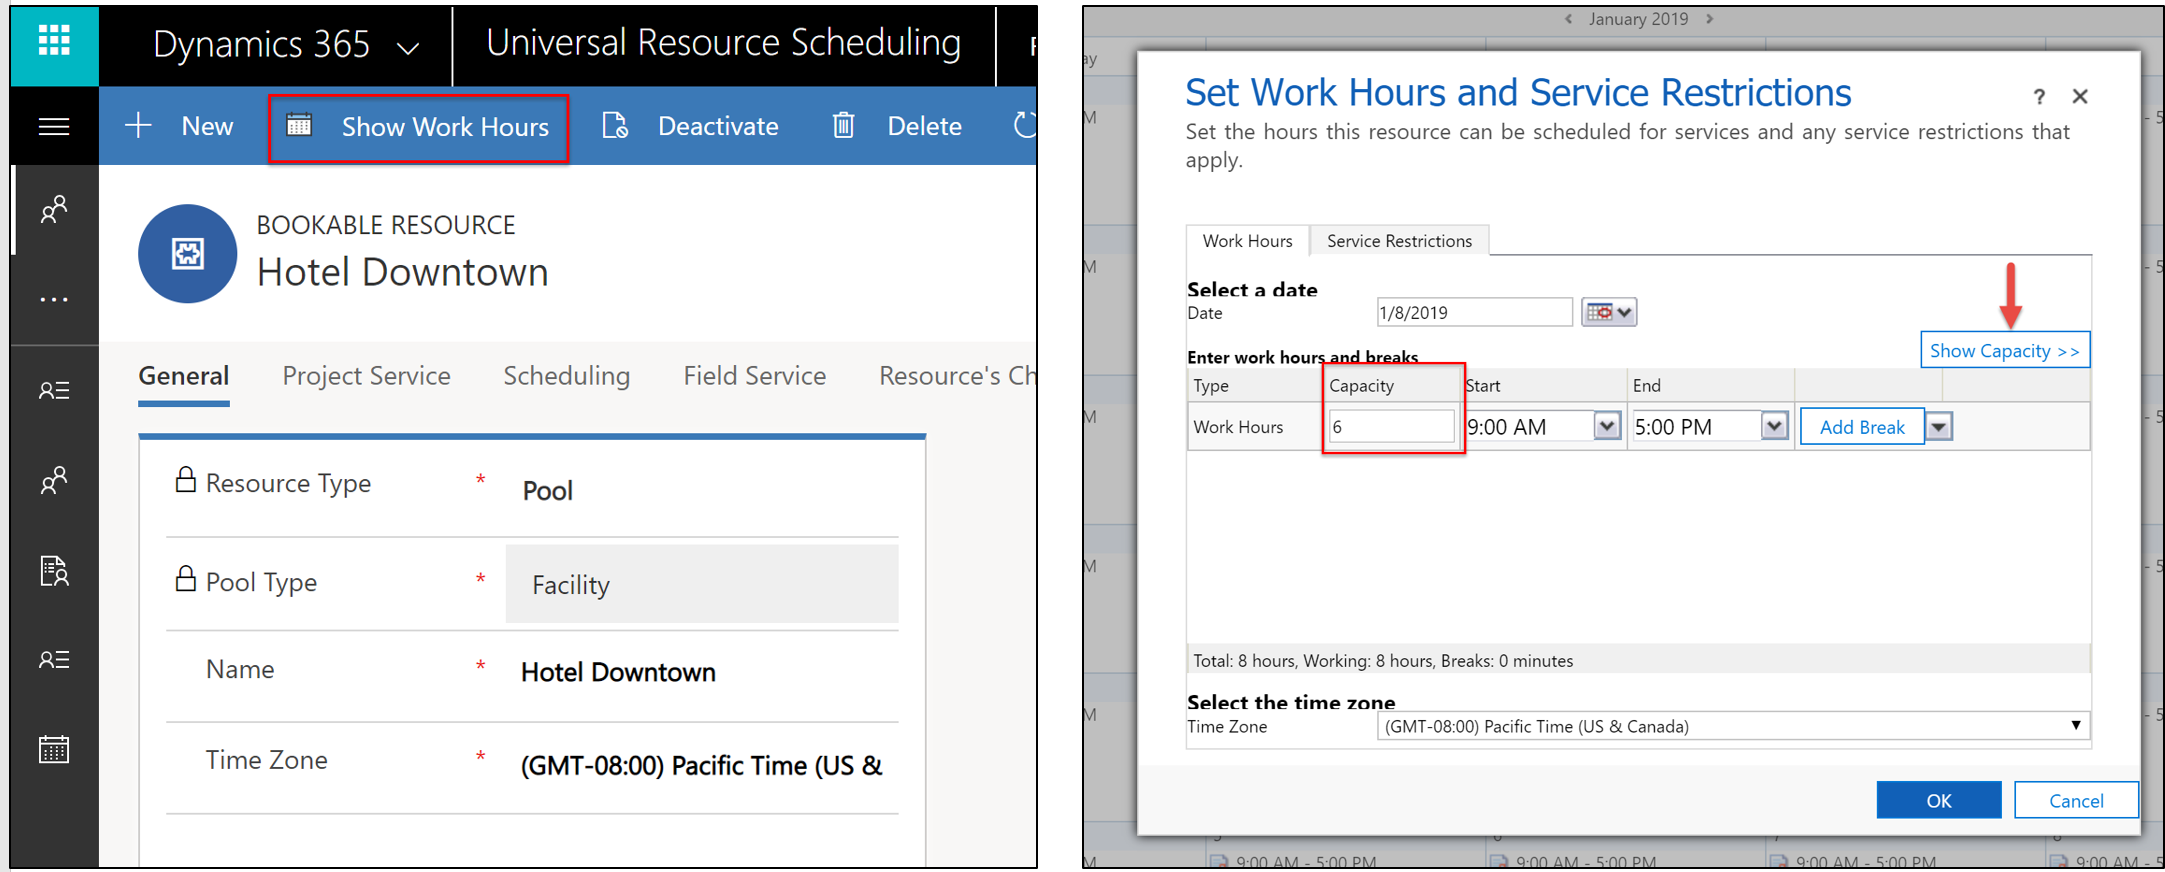 Dynamics 365
Universal Resource Scheduling
New
Show Work Hours
Deactivate
Delete
BOOKABLE RESOURCE
Hotel Downtown
General
Project Service
Scheduling
Field Service
Resource's Ch
Resource Type * Pool
Pool Type * Facility
Name * Hotel Downtown
Time Zone * (GMT-08:00) Pacific Time (US &
January 2019
Set Work Hours and Service Restrictions
? ×
Set the hours this resource can be scheduled for services and any service restrictions that
apply.
Work Hours
Service Restrictions
Select a date
Date 1/8/2019
Show Capacity >>
Enter work hours and breaks
Type Capacity Start End
Work Hours 6 9:00 AM 5:00 PM Add Break
Total: 8 hours, Working: 8 hours, Breaks: 0 minutes
Select the time zone
Time Zone (GMT-08:00) Pacific Time (US & Canada)
OK
Cancel
9:00 AM - 5:00 PM
9:00 AM - 5:00 PM
9:00 AM - 5:00 PM
9:00 AM - 5